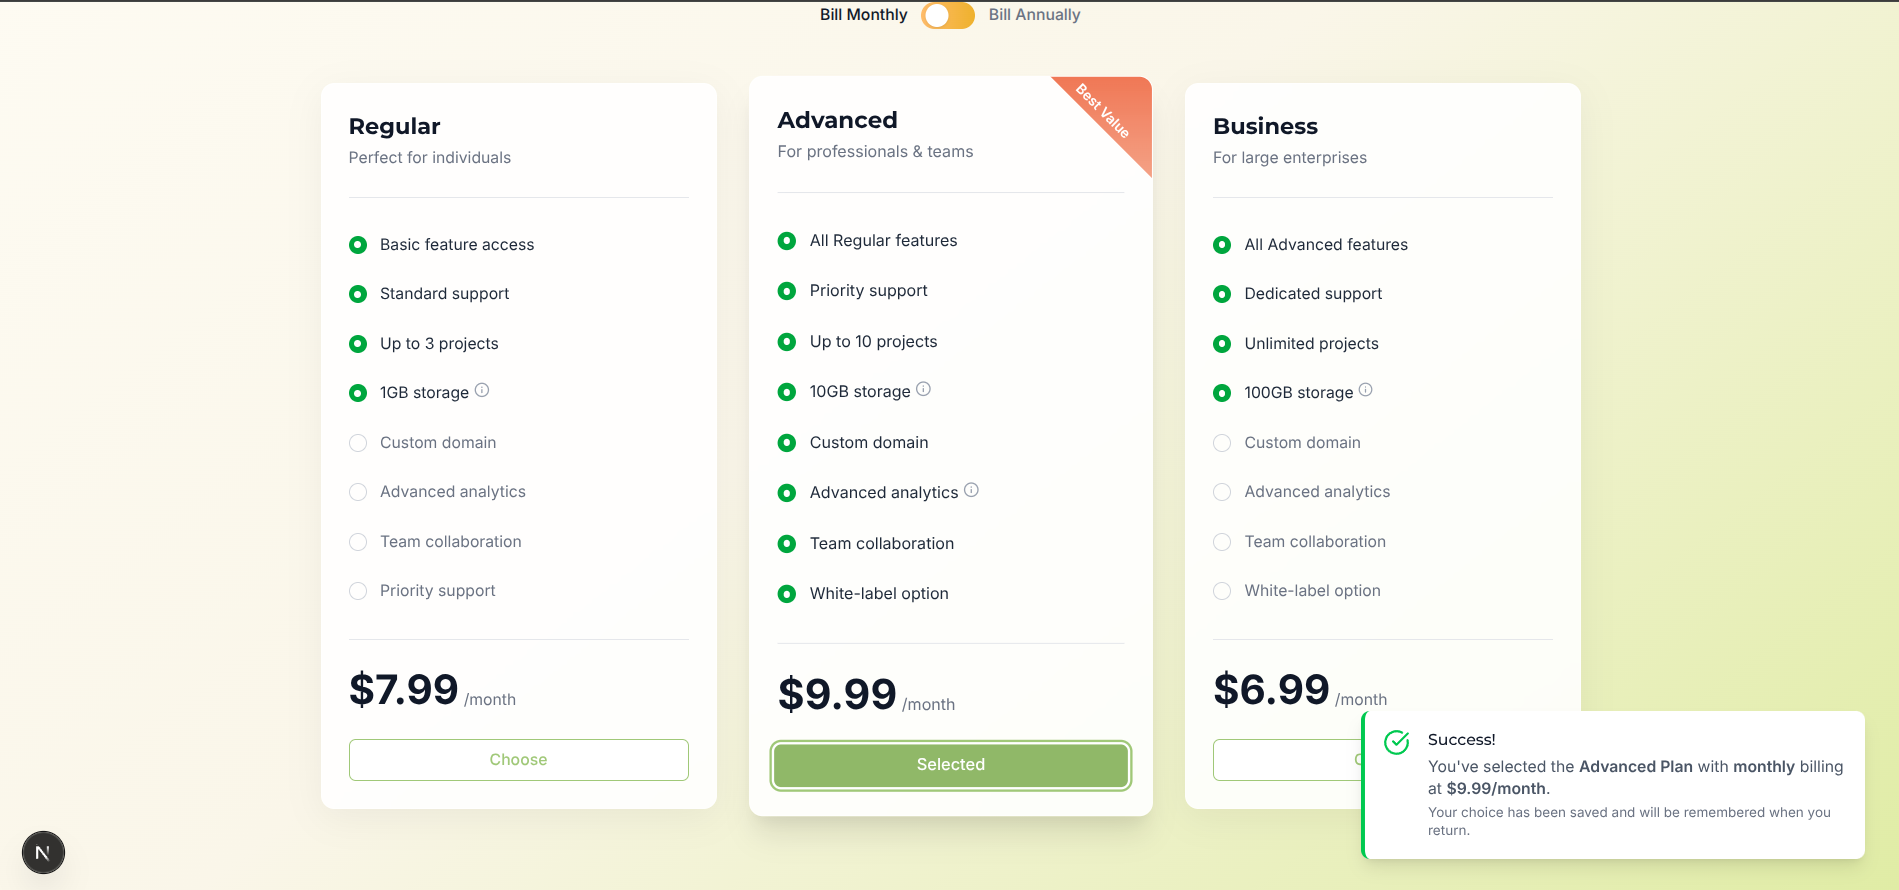 Bill Monthly
Bill Annually
Regular
Perfect for individuals
Basic feature access
Standard support
Up to 3 projects
1GB storage
Custom domain
Advanced analytics
Team collaboration
Priority support
$7.99 /month
Choose
Best Value
Advanced
For professionals & teams
All Regular features
Priority support
Up to 10 projects
10GB storage
Custom domain
Advanced analytics
Team collaboration
White-label option
$9.99 /month
Selected
Business
For large enterprises
All Advanced features
Dedicated support
Unlimited projects
100GB storage
Custom domain
Advanced analytics
Team collaboration
White-label option
$6.99 /month
Success!
You've selected the Advanced Plan with monthly billing
at $9.99/month.
Your choice has been saved and will be remembered when you
return.
N